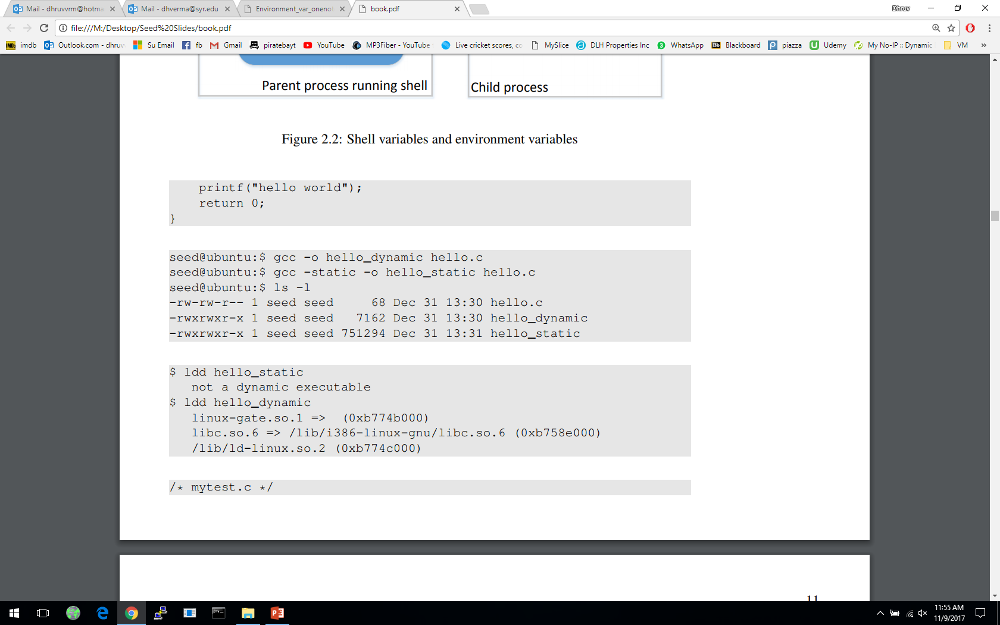 Mail - dhruvvrm@hotma
Mail - dhverma@syr.edu
Environment_var_onenot
book.pdf
Dhruv
file:///M:/Desktop/Seed%20Slides/book.pdf
IMDb imdb
Outlook.com - dhruv
Su Email
fb
Gmail
piratebayt
YouTube
MP3Fiber - YouTube
Live cricket scores, co
MySlice
DLH Properties Inc
WhatsApp
Bb Blackboard
piazza
Udemy
My No-IP :: Dynamic
VM
»
Parent process running shell
Child process
Figure 2.2: Shell variables and environment variables
printf("hello world");
return 0;
}
seed@ubuntu:$ gcc -o hello_dynamic hello.c
seed@ubuntu:$ gcc -static -o hello_static hello.c
seed@ubuntu:$ ls -l
-rw-rw-r-- 1 seed seed 68 Dec 31 13:30 hello.c
-rwxrwxr-x 1 seed seed 7162 Dec 31 13:30 hello_dynamic
-rwxrwxr-x 1 seed seed 751294 Dec 31 13:31 hello_static
$ ldd hello_static
not a dynamic executable
$ ldd hello_dynamic
linux-gate.so.1 => (0xb774b000)
libc.so.6 => /lib/i386-linux-gnu/libc.so.6 (0xb758e000)
/lib/ld-linux.so.2 (0xb774c000)
/* mytest.c */
11
11:55 AM
11/9/2017